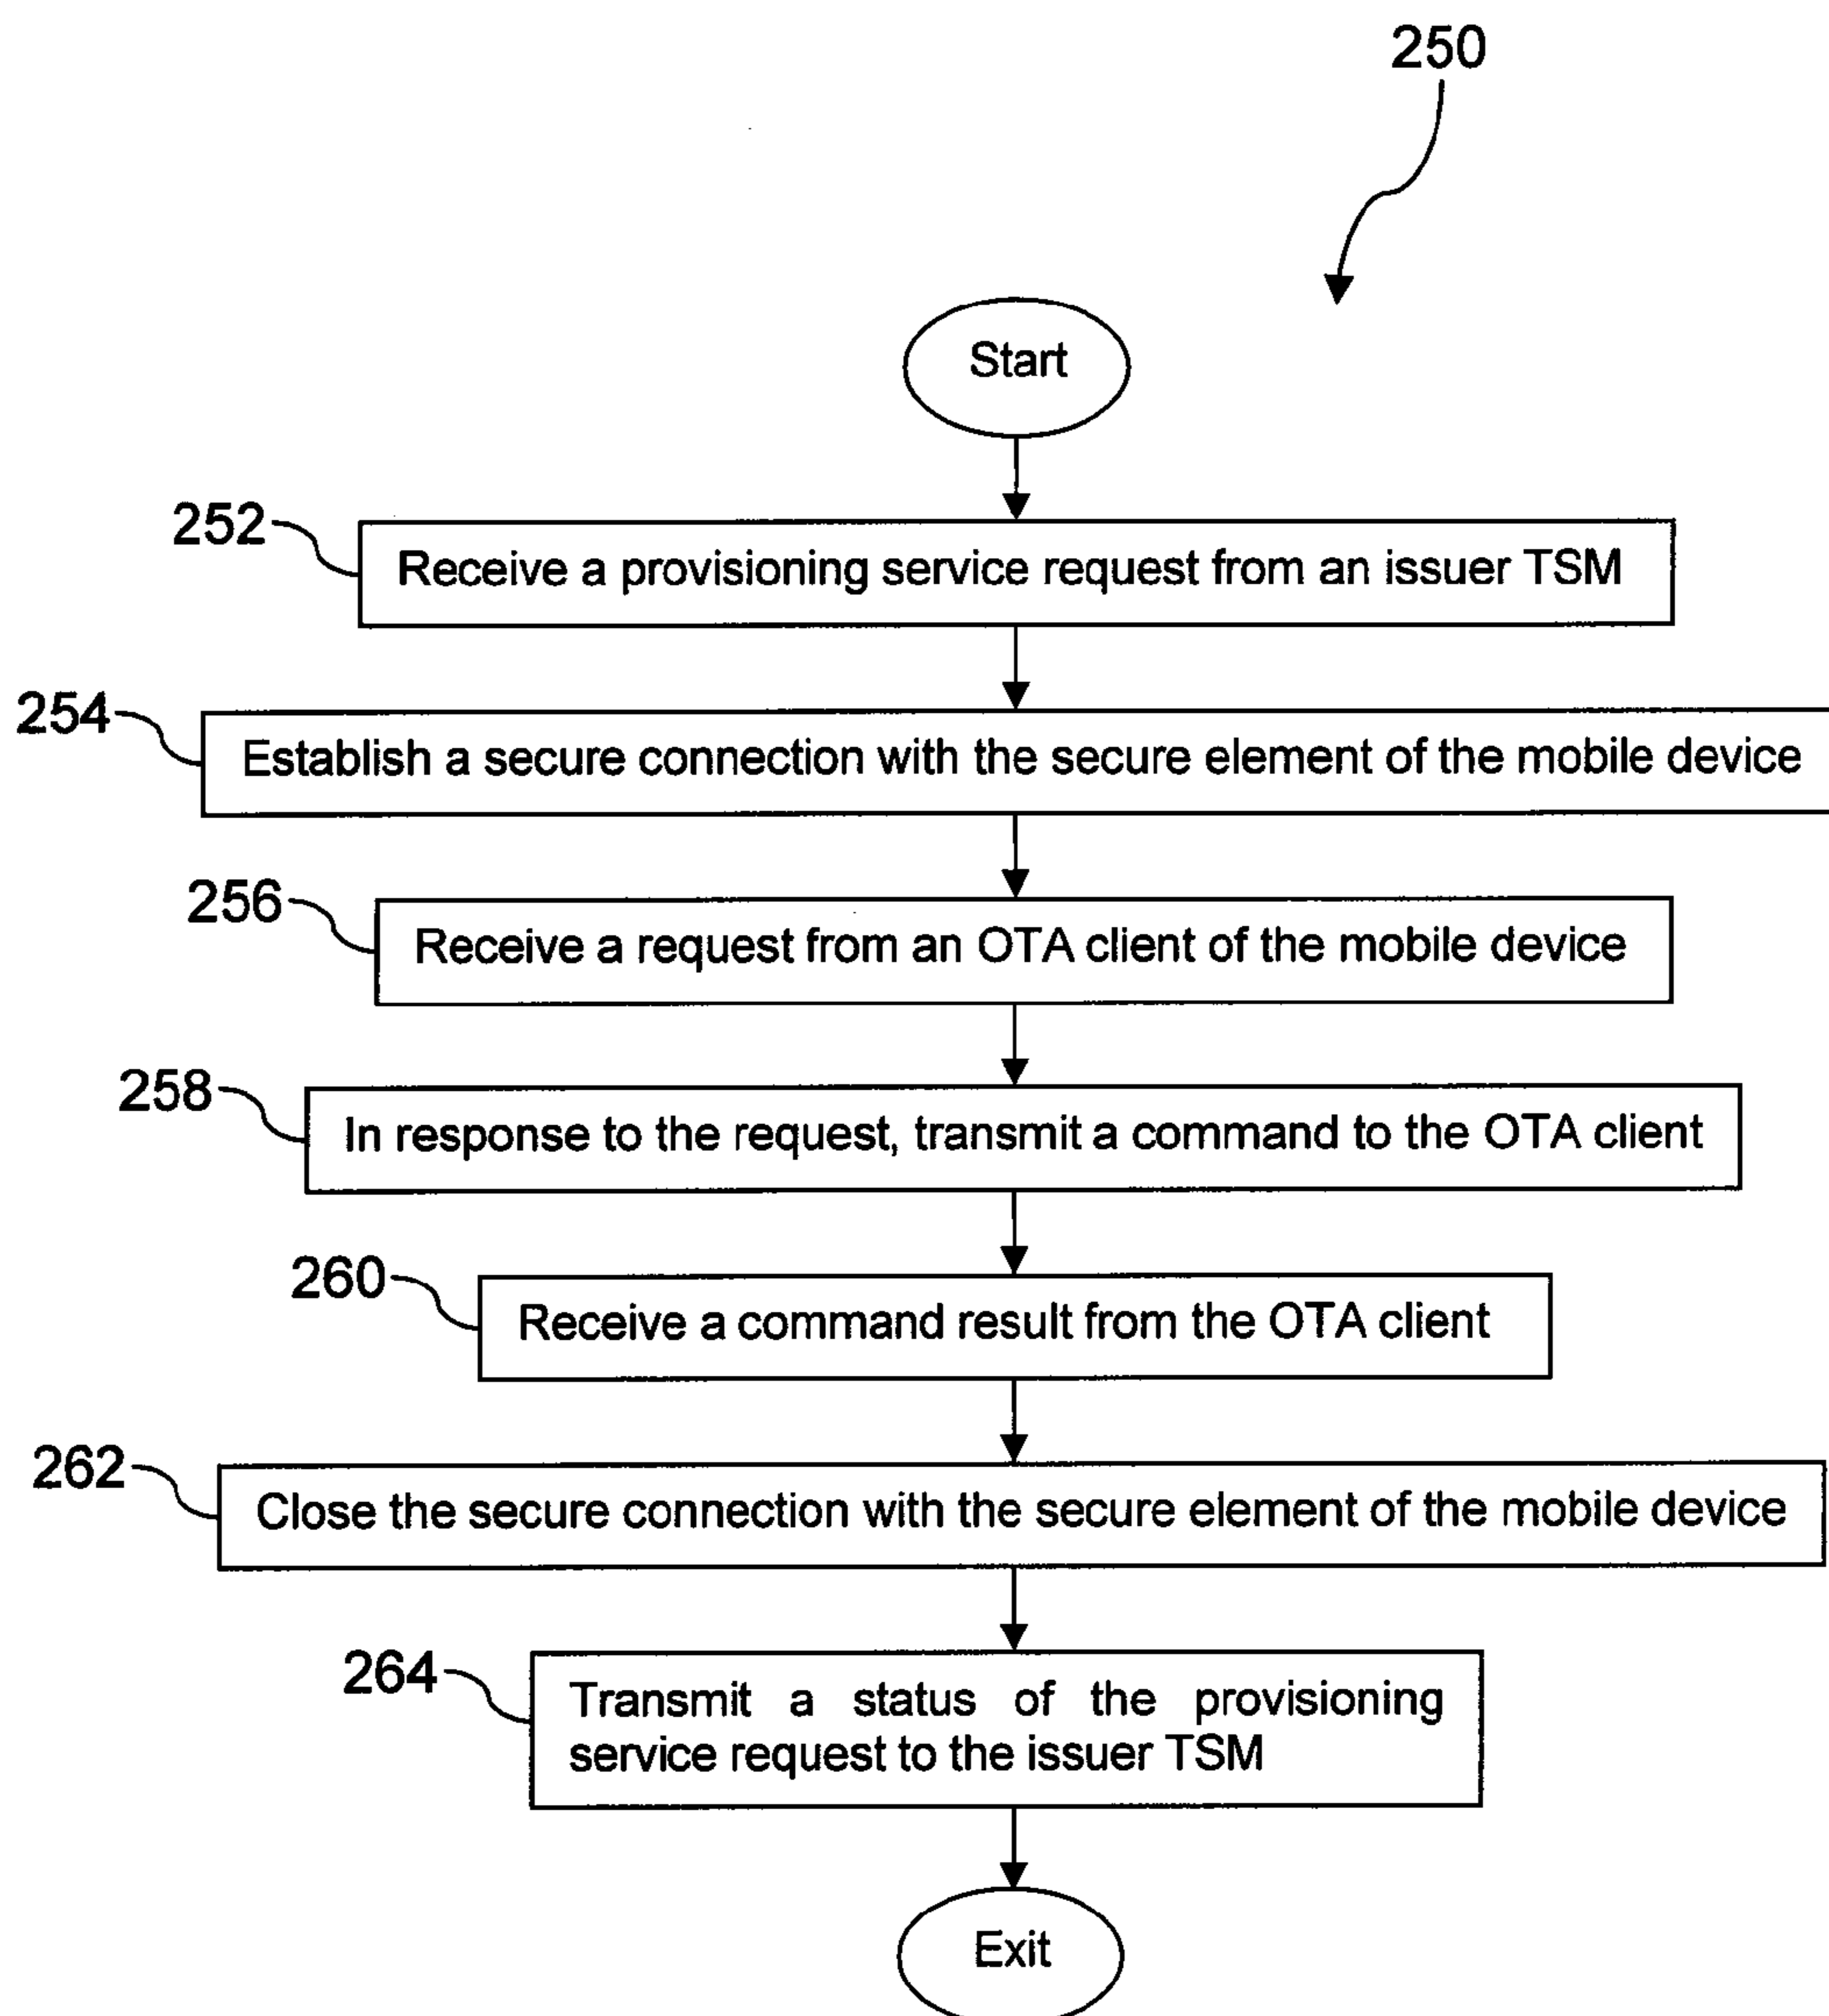 250
Start
252
Receive a provisioning service request from an issuer TSM
254
Establish a secure connection with the secure element of the mobile device
256
Receive a request from an OTA client of the mobile device
258
In response to the request, transmit a command to the OTA client
260
Receive a command result from the OTA client
262
Close the secure connection with the secure element of the mobile device
264
Transmit a status of the provisioning
service request to the issuer TSM
Exit